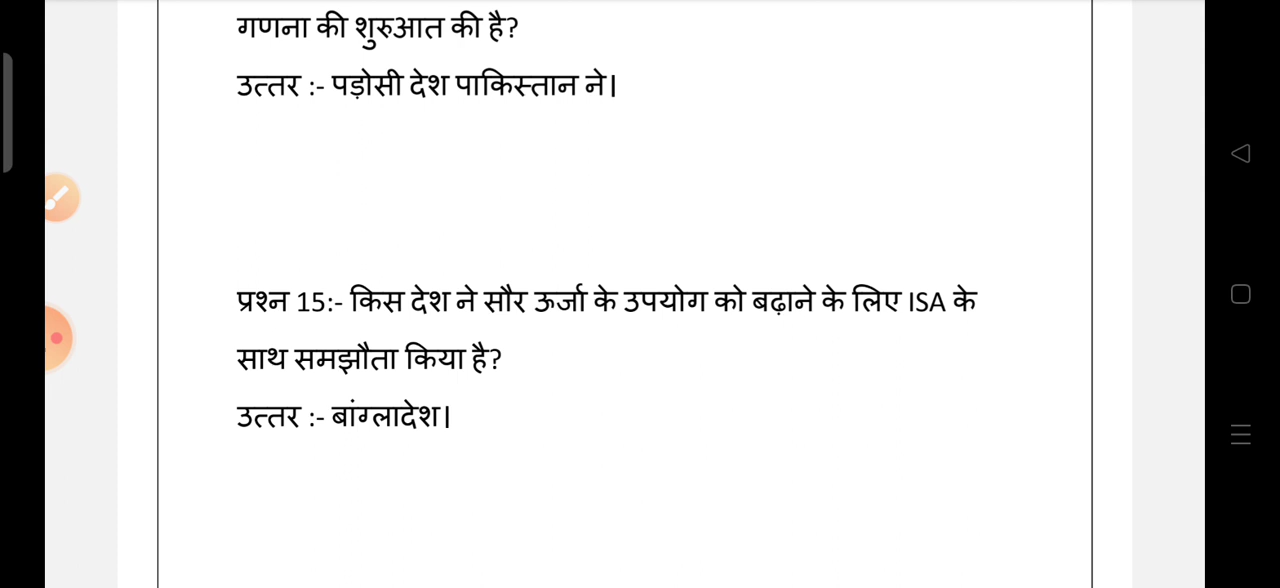 गणना की शुरुआत की है?
उत्तर :- पड़ोसी देश पाकिस्तान ने।
प्रश्न 15:- किस देश ने सौर ऊर्जा के उपयोग को बढ़ाने के लिए ISA के
साथ समझौता किया है?
उत्तर :- बांग्लादेश।